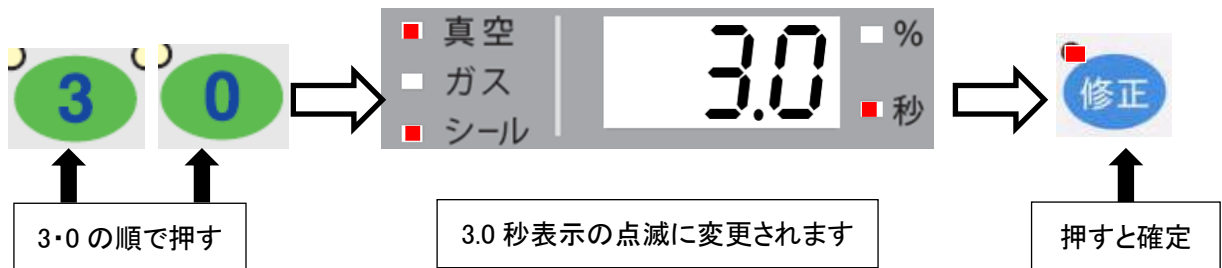 3 0
真空
ガス
シール
3.0
%
秒
修正
3・0 の順で押す
3.0 秒表示の点滅に変更されます
押すと確定